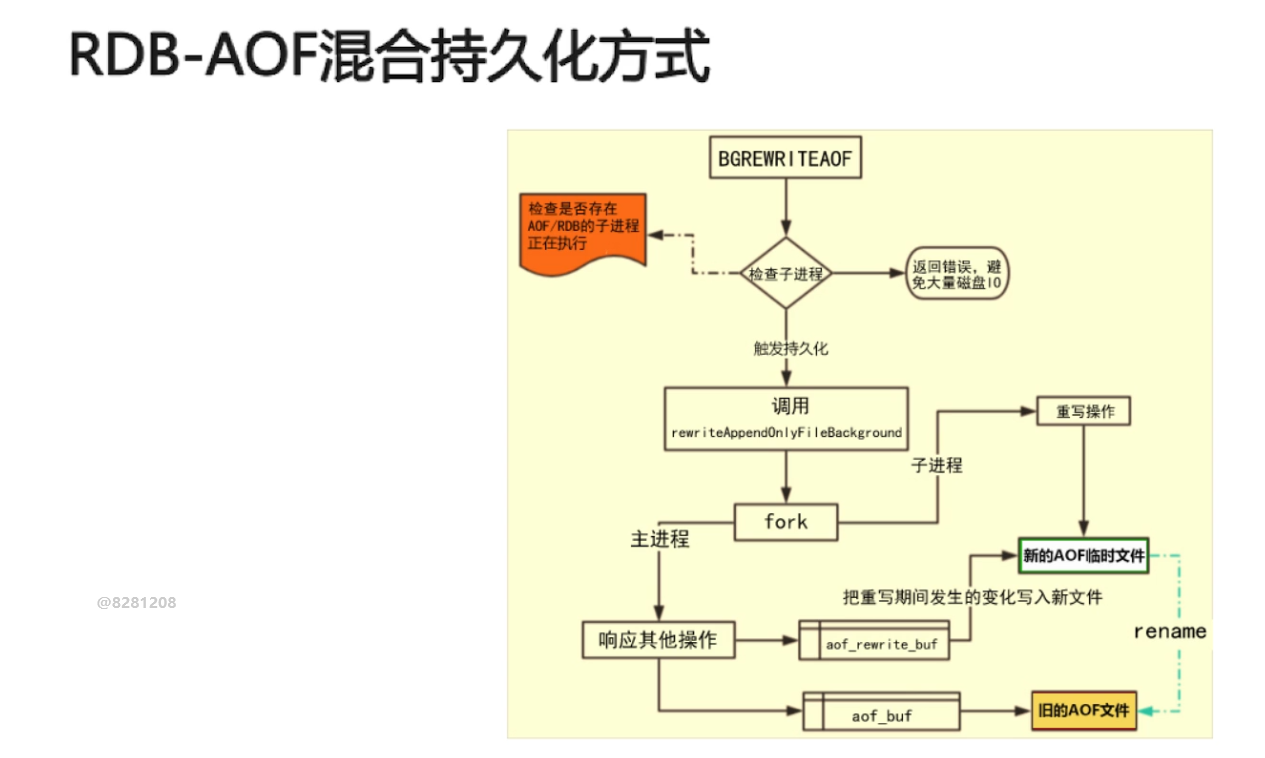 RDB-AOF混合持久化方式
BGREWRITEAOF
检查是否存在
AOF/RDB的子进程
正在执行
检查子进程
返回错误，避
免大量磁盘IO
触发持久化
调用
rewriteAppendOnlyFileBackground
重写操作
子进程
fork
主进程
新的AOF临时文件
把重写期间发生的变化写入新文件
@8281208
rename
响应其他操作
aof_rewrite_buf
aof_buf
旧的AOF文件